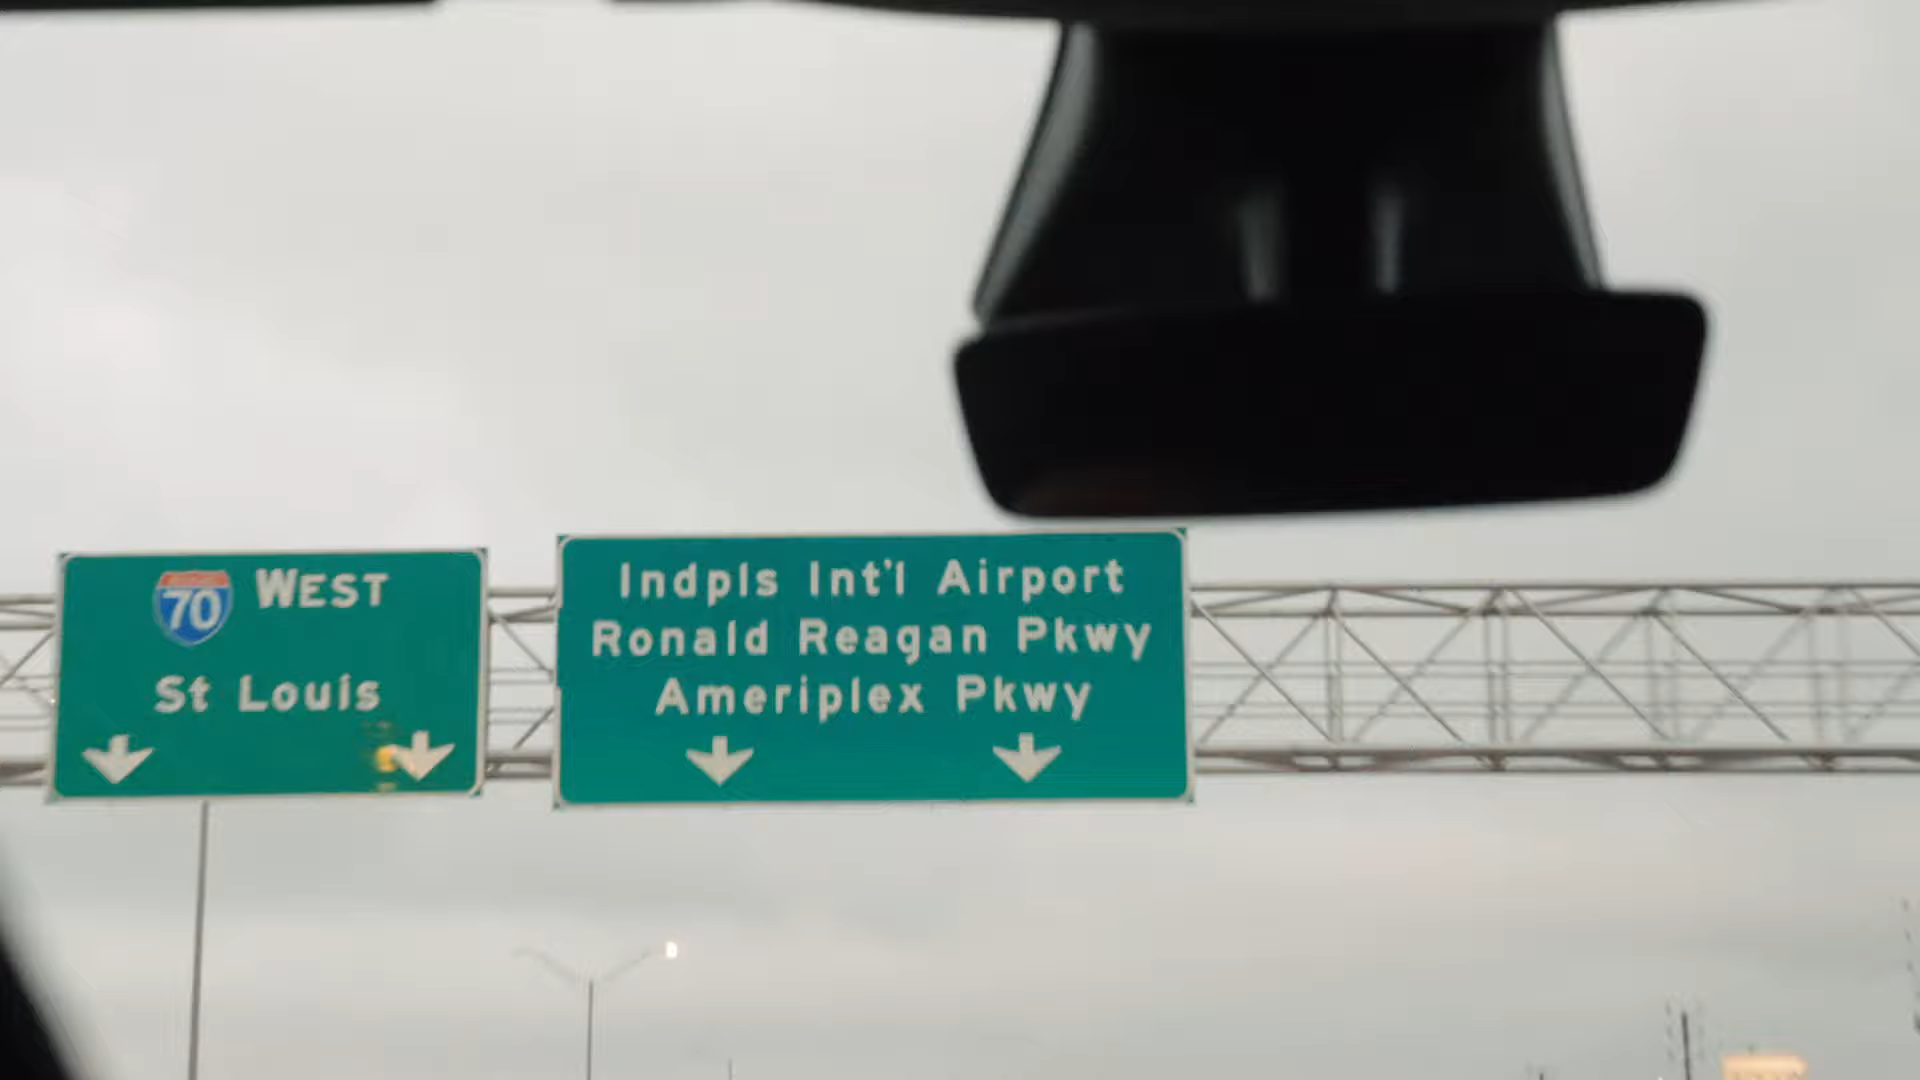 70 WEST
St Louis
Indpls Int'l Airport
Ronald Reagan Pkwy
Ameriplex Pkwy